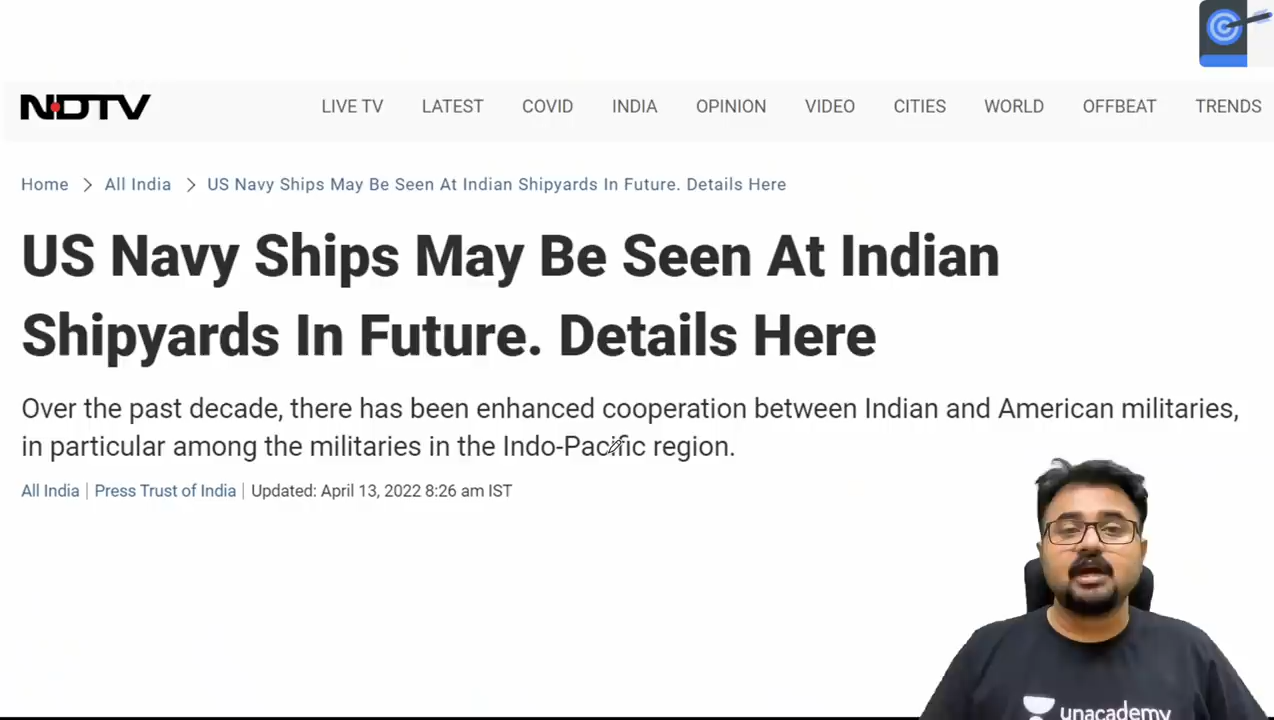 NDTV
LIVE TV LATEST COVID INDIA OPINION VIDEO CITIES WORLD OFFBEAT TRENDS
Home > All India > US Navy Ships May Be Seen At Indian Shipyards In Future. Details Here
US Navy Ships May Be Seen At Indian
Shipyards In Future. Details Here
Over the past decade, there has been enhanced cooperation between Indian and American militaries,
in particular among the militaries in the Indo-Pacific region.
All India | Press Trust of India | Updated: April 13, 2022 8:26 am IST
unacademy